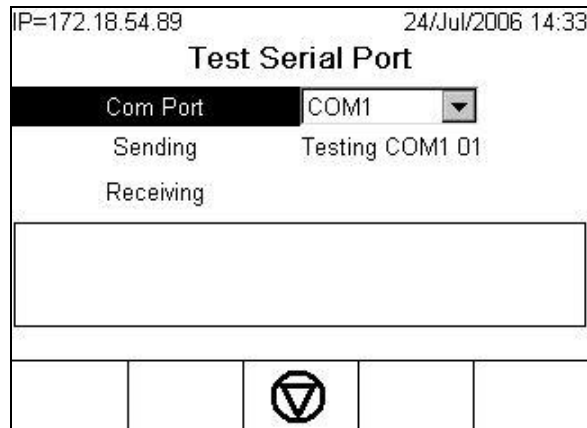 IP=172.18.54.89 24/Jul/2006 14:33
Test Serial Port
Com Port COM1
Sending Testing COM1 01
Receiving